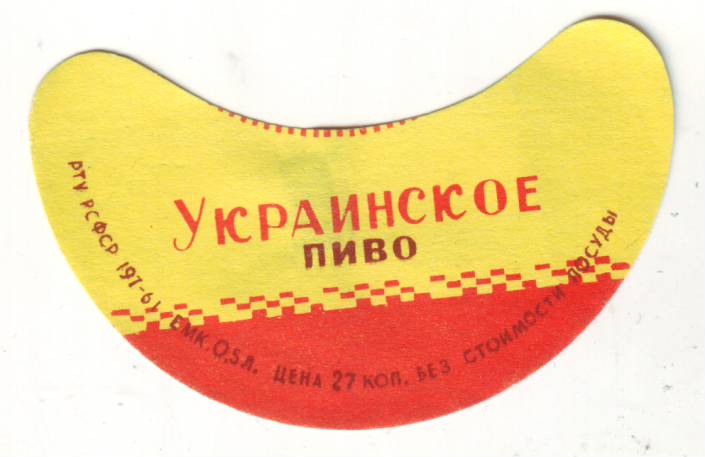 УКРАИНСКОЕ
ПИВО
РТУ РСФСР 197-61 ЕМК. 0,5 Л. ЦЕНА 27 КОП. БЕЗ СТОИМОСТИ ПОСУДЫ